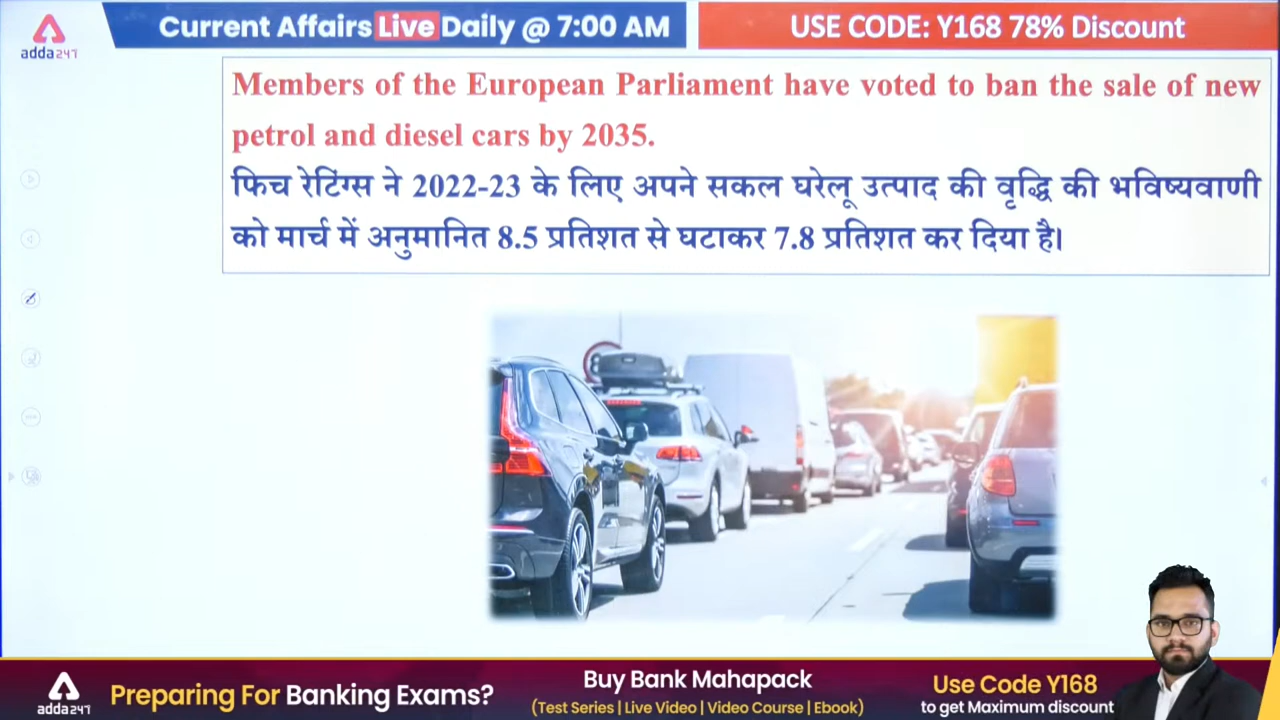 Current Affairs Live Daily @ 7:00 AM
USE CODE: Y168 78% Discount
adda247
Members of the European Parliament have voted to ban the sale of new
petrol and diesel cars by 2035.
फिच रेटिंग्स ने 2022-23 के लिए अपने सकल घरेलू उत्पाद की वृद्धि की भविष्यवाणी
को मार्च में अनुमानित 8.5 प्रतिशत से घटाकर 7.8 प्रतिशत कर दिया है।
adda247
Preparing For Banking Exams?
Buy Bank Mahapack
(Test Series | Live Video | Video Course | Ebook)
Use Code Y168
to get Maximum discount